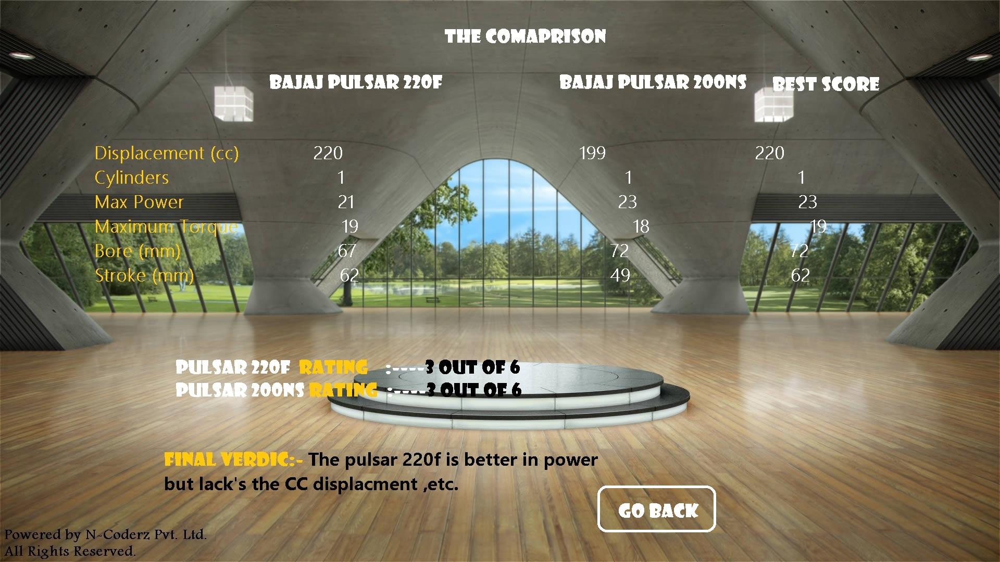 THE COMAPRISON
BAJAJ PULSAR 220F BAJAJ PULSAR 200NS BEST SCORE
Displacement (cc) 220 199 220
Cylinders 1 1 1
Max Power 21 23 23
Maximum Torque 19 18 19
Bore (mm) 67 72 72
Stroke (mm) 62 49 62
PULSAR 220F RATING :----3 OUT OF 6
PULSAR 200NS RATING :----3 OUT OF 6
FINAL VERDIC:- The pulsar 220f is better in power
but lack's the CC displacment ,etc.
GO BACK
Powered by N-Coderz Pvt. Ltd.
All Rights Reserved.